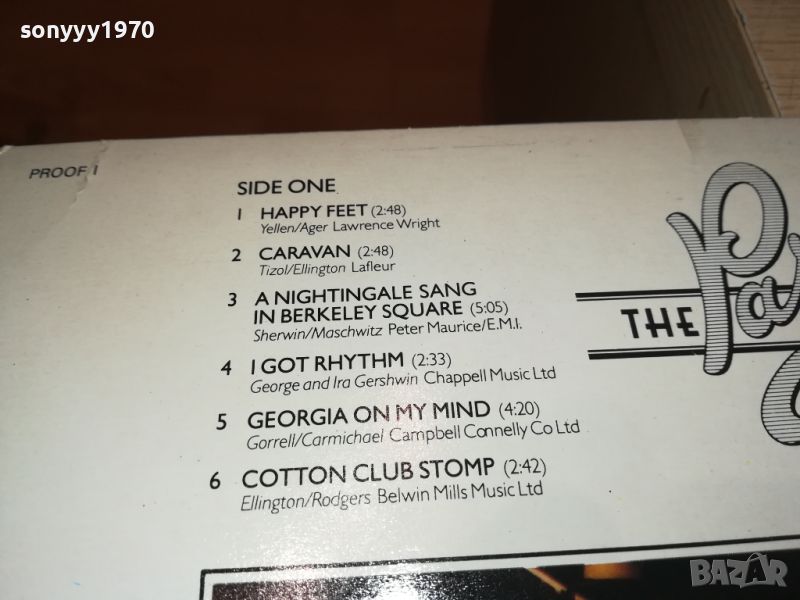 sonyyy1970
PROOF 1
SIDE ONE
1 HAPPY FEET (2:48)
Yellen/Ager Lawrence Wright
2 CARAVAN (2:48)
Tizol/Ellington Lafleur
3 A NIGHTINGALE SANG
IN BERKELEY SQUARE (5:05)
Sherwin/Maschwitz Peter Maurice/E.M.I.
4 I GOT RHYTHM (2:33)
George and Ira Gershwin Chappell Music Ltd
5 GEORGIA ON MY MIND (4:20)
Gorrell/Carmichael Campbell Connelly Co Ltd
6 COTTON CLUB STOMP (2:42)
Ellington/Rodgers Belwin Mills Music Ltd
THE Pa
BAZAR